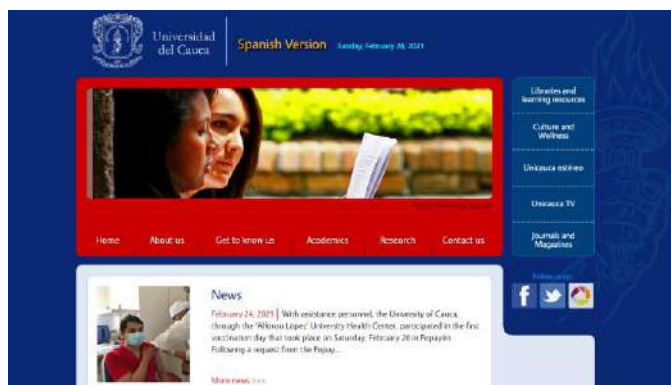 Universidad
del Cauca
Spanish Version
Sunday, February 28, 2021
Libraries and
learning resources
Culture and
Wellness
Unicauca estéreo
Unicauca TV
Journals and
Magazines
Home About us Get to know us Academics Research Contact us
News
February 24, 2021 | With assistance personnel, the University of Cauca,
through the 'Alfonso López' University Health Center, participated in the first
vaccination day that took place on Saturday, February 20 in Popayán
Following a request from the Popay...
More news >>>